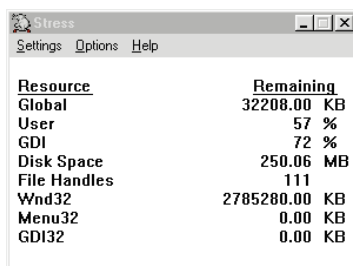 Stress
Settings Options Help
Resource Remaining
Global 32208.00 KB
User 57 %
GDI 72 %
Disk Space 250.06 MB
File Handles 111
Wnd32 2785280.00 KB
Menu32 0.00 KB
GDI32 0.00 KB